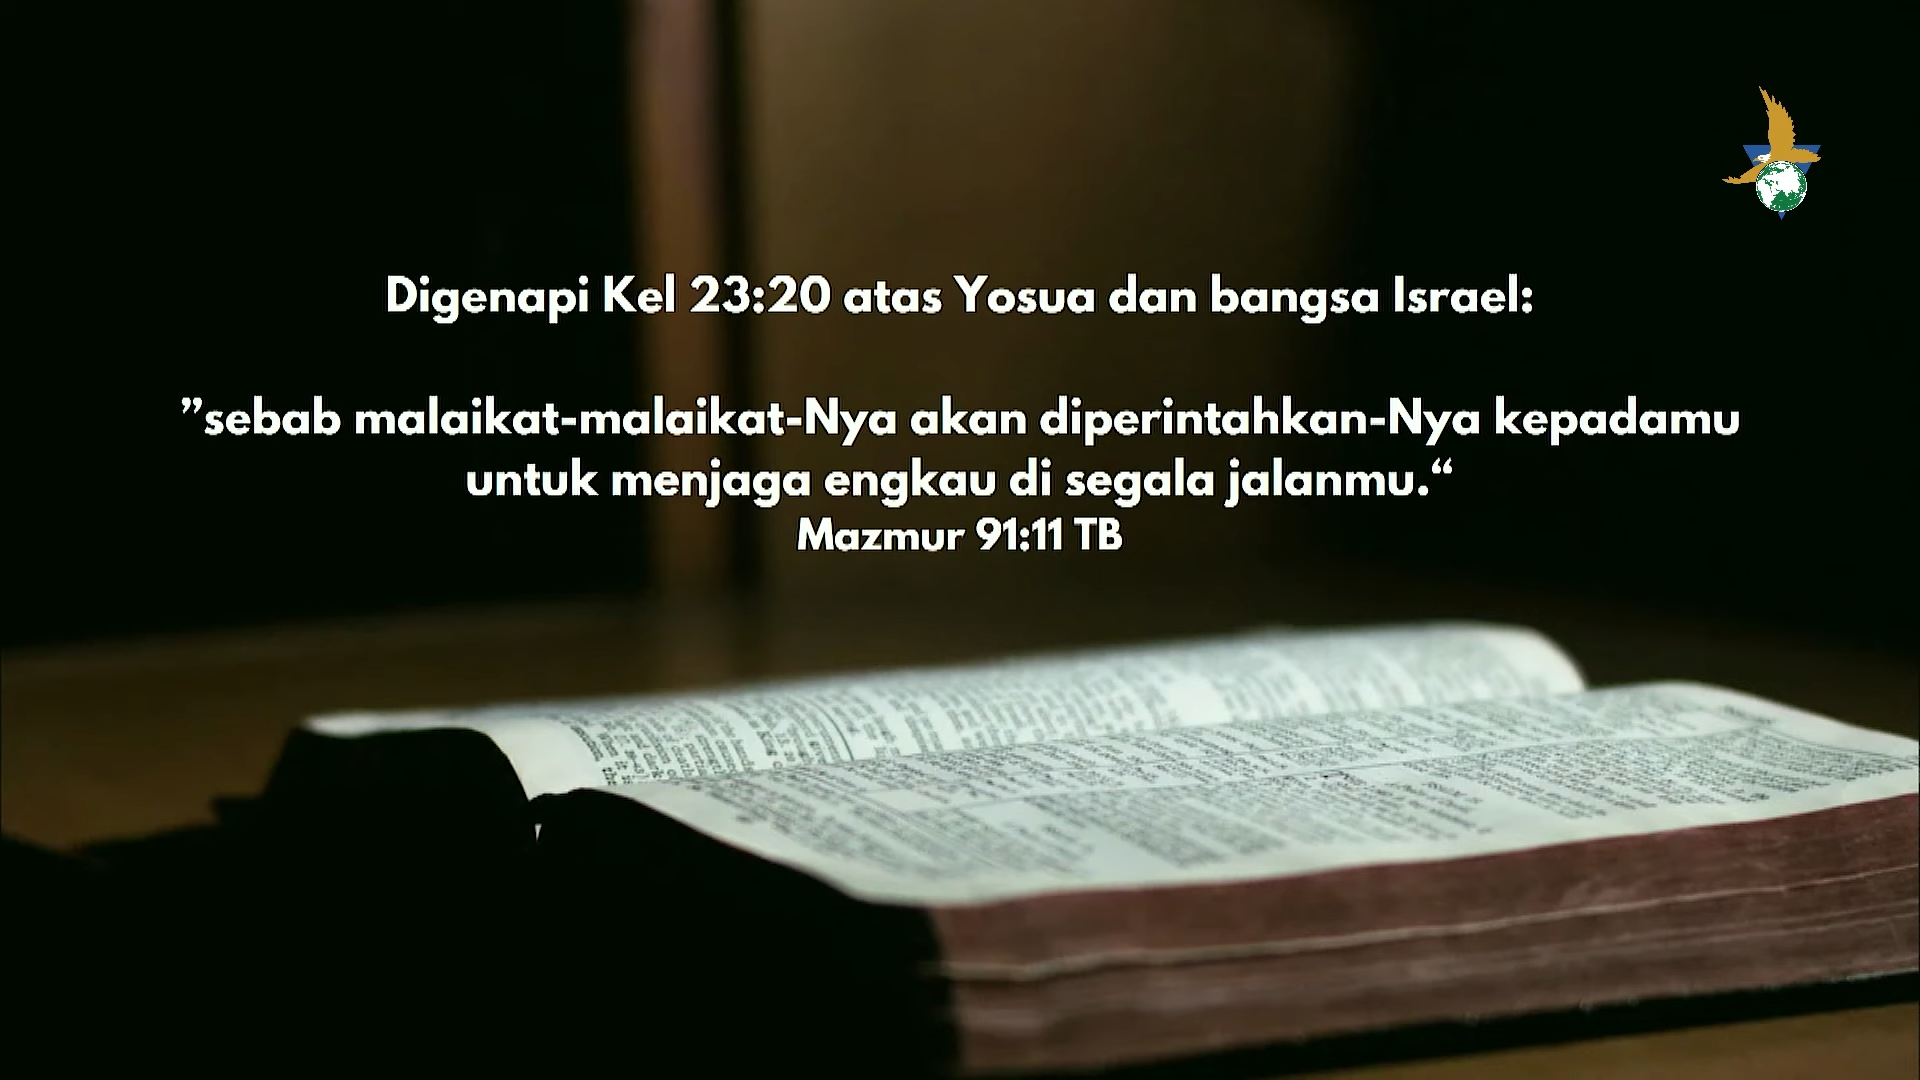 Digenapi Kel 23:20 atas Yosua dan bangsa Israel:
”sebab malaikat-malaikat-Nya akan diperintahkan-Nya kepadamu
untuk menjaga engkau di segala jalanmu.“
Mazmur 91:11 TB